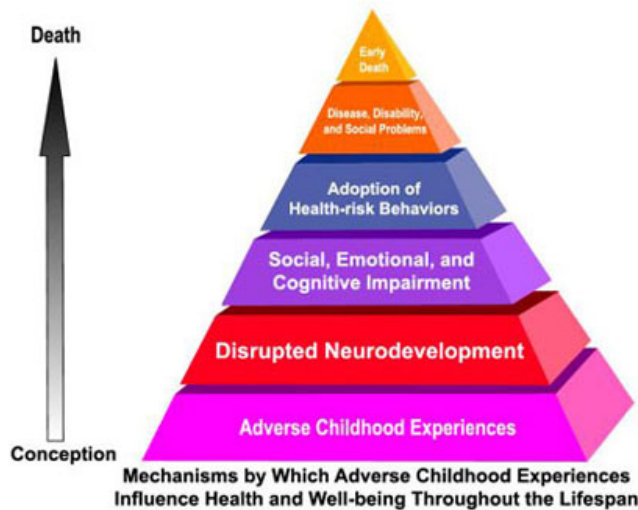 Death
Early
Death
Disease, Disability,
and Social Problems
Adoption of
Health-risk Behaviors
Social, Emotional, and
Cognitive Impairment
Disrupted Neurodevelopment
Adverse Childhood Experiences
Conception
Mechanisms by Which Adverse Childhood Experiences
Influence Health and Well-being Throughout the Lifespan